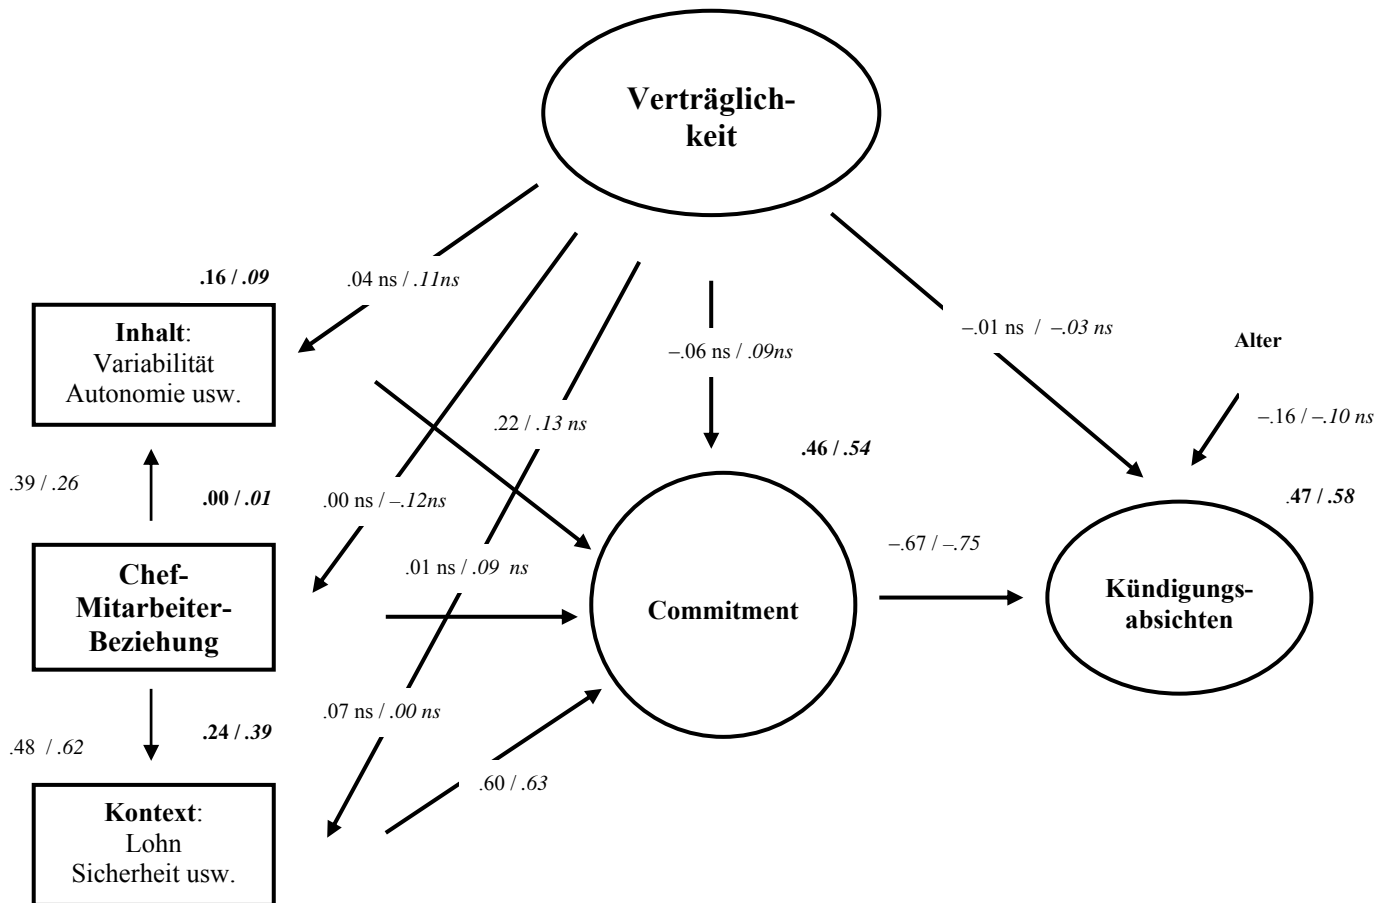 Verträglich-
keit
.16 / .09
.04 ns / .11ns
Inhalt:
Variabilität
Autonomie usw.
–.06 ns / .09ns
–.01 ns / –.03 ns
Alter
–.16 / –.10 ns
.22 / .13 ns
.46 / .54
.39 / .26
.00 / .01
.00 ns / –.12ns
.47 / .58
Chef-
Mitarbeiter-
Beziehung
.01 ns / .09 ns
Commitment
–.67 / –.75
Kündigungs-
absichten
.48 / .62
.24 / .39
.07 ns / .00 ns
.60 / .63
Kontext:
Lohn
Sicherheit usw.